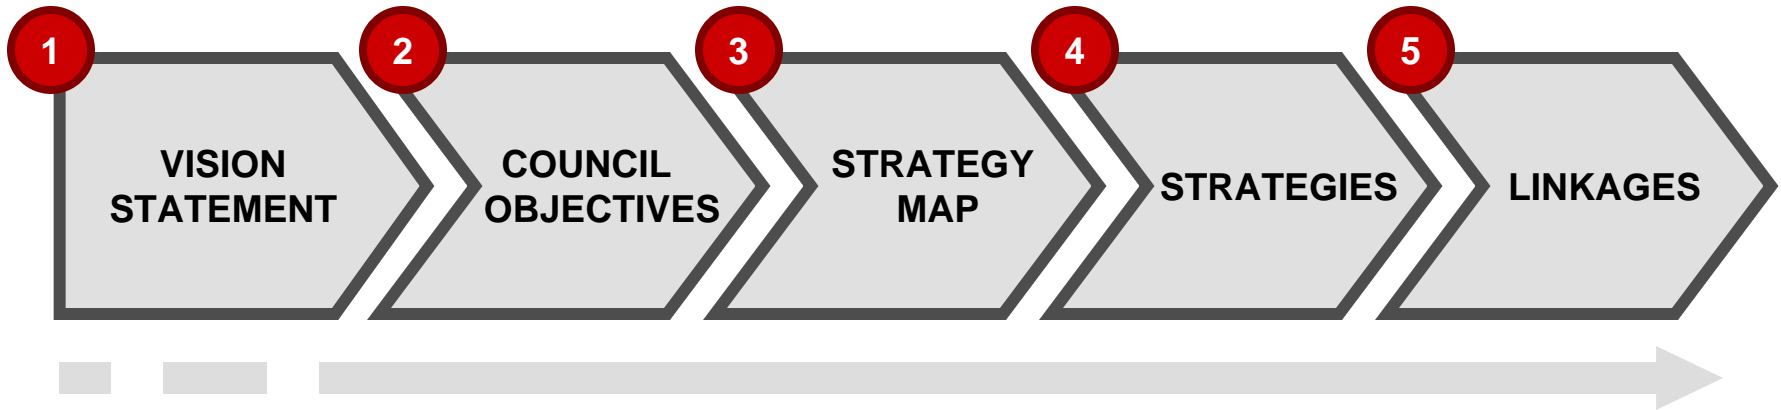 1
VISION
STATEMENT
2
COUNCIL
OBJECTIVES
3
STRATEGY
MAP
4
STRATEGIES
5
LINKAGES